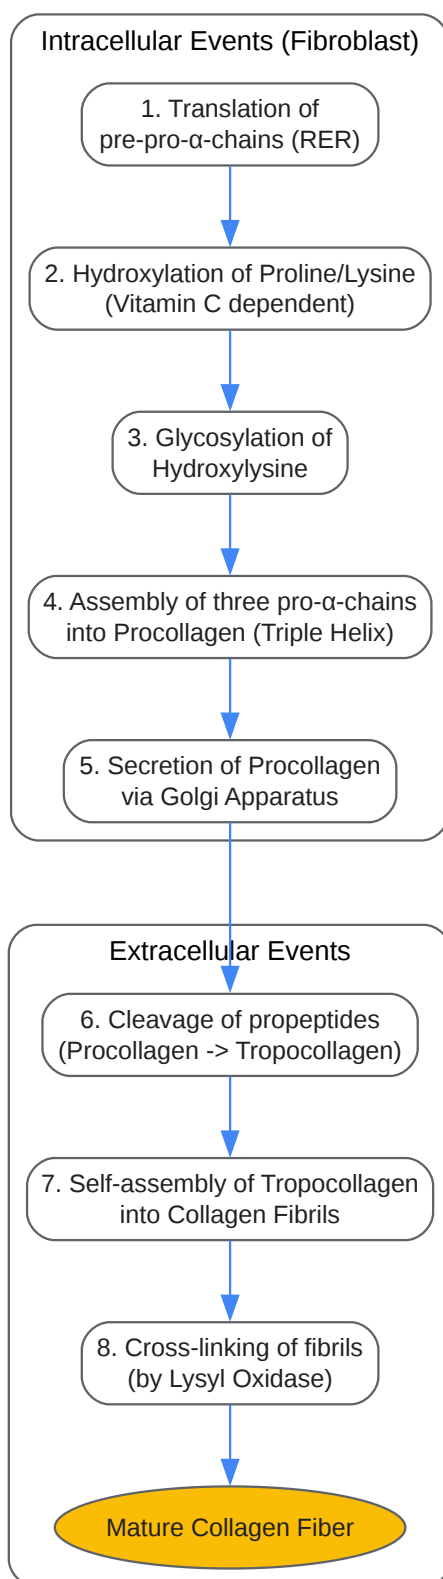 Intracellular Events (Fibroblast)
1. Translation of
pre-pro-α-chains (RER)
2. Hydroxylation of Proline/Lysine
(Vitamin C dependent)
3. Glycosylation of
Hydroxylysine
4. Assembly of three pro-α-chains
into Procollagen (Triple Helix)
5. Secretion of Procollagen
via Golgi Apparatus
Extracellular Events
6. Cleavage of propeptides
(Procollagen -> Tropocollagen)
7. Self-assembly of Tropocollagen
into Collagen Fibrils
8. Cross-linking of fibrils
(by Lysyl Oxidase)
Mature Collagen Fiber